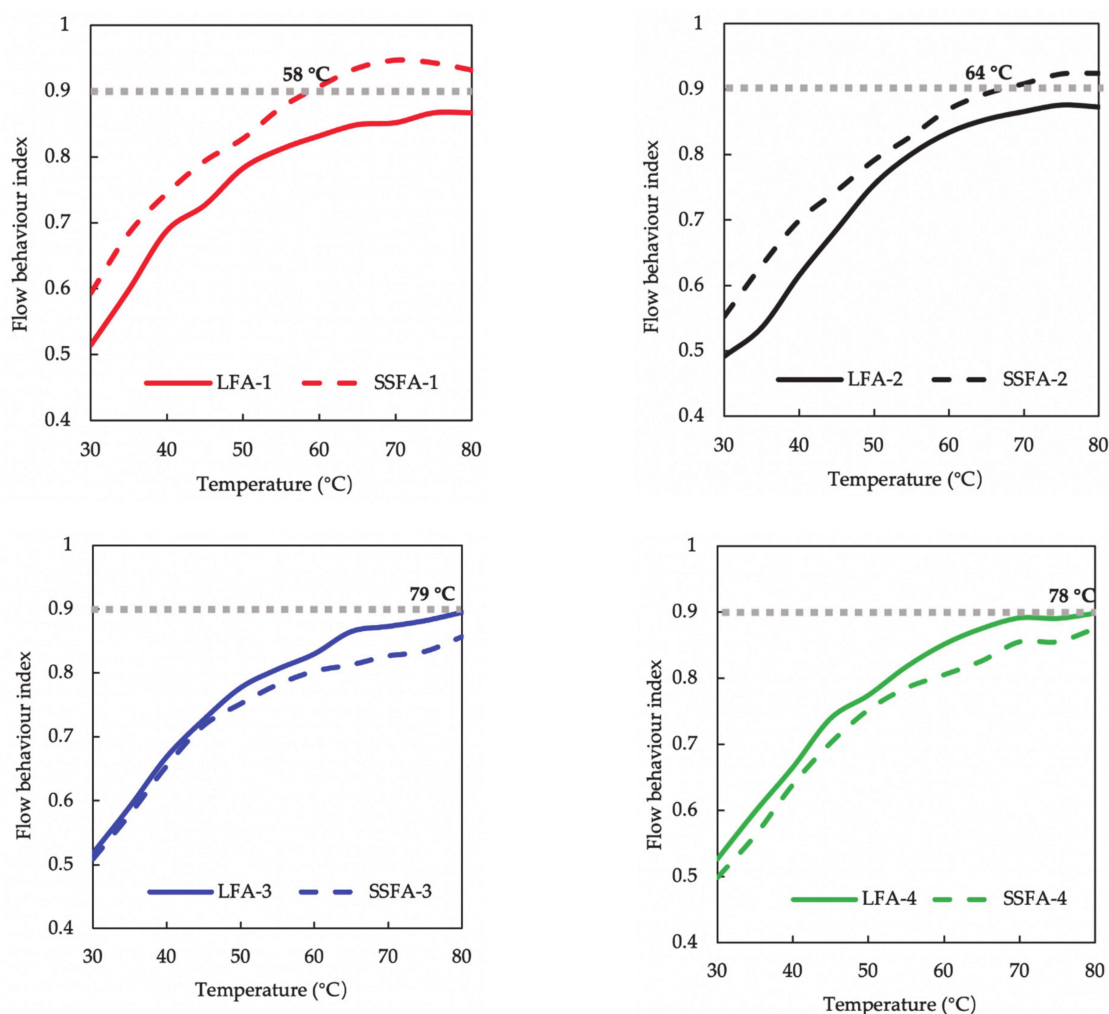 1
0.9
0.8
0.7
0.6
0.5
0.4
Flow behaviour index
58 °C
LFA-1 SSFA-1
30 40 50 60 70 80
Temperature (°C)
1
0.9
0.8
0.7
0.6
0.5
0.4
Flow behaviour index
64 °C
LFA-2 SSFA-2
30 40 50 60 70 80
Temperature (°C)
1
0.9
0.8
0.7
0.6
0.5
0.4
Flow behaviour index
79 °C
LFA-3 SSFA-3
30 40 50 60 70 80
Temperature (°C)
1
0.9
0.8
0.7
0.6
0.5
0.4
Flow behaviour index
78 °C
LFA-4 SSFA-4
30 40 50 60 70 80
Temperature (°C)